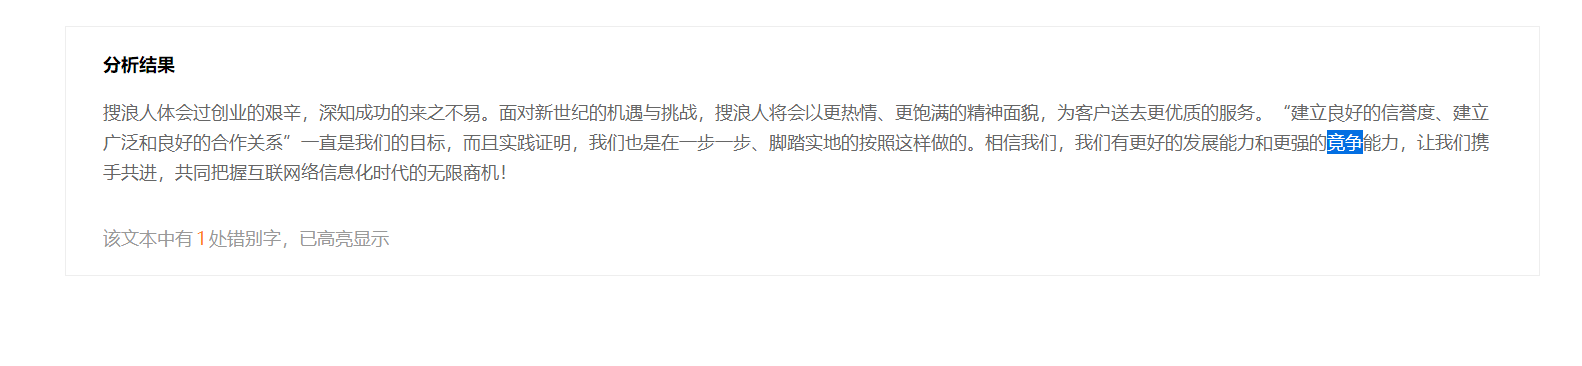 分析结果
搜浪人体会过创业的艰辛，深知成功的来之不易。面对新世纪的机遇与挑战，搜浪人将会以更热情、更饱满的精神面貌，为客户送去更优质的服务。“建立良好的信誉度、建立
广泛和良好的合作关系”一直是我们的目标，而且实践证明，我们也是在一步一步、脚踏实地的按照这样做的。相信我们，我们有更好的发展能力和更强的竟争能力，让我们携
手共进，共同把握互联网络信息化时代的无限商机！
该文本中有 1 处错别字，已高亮显示